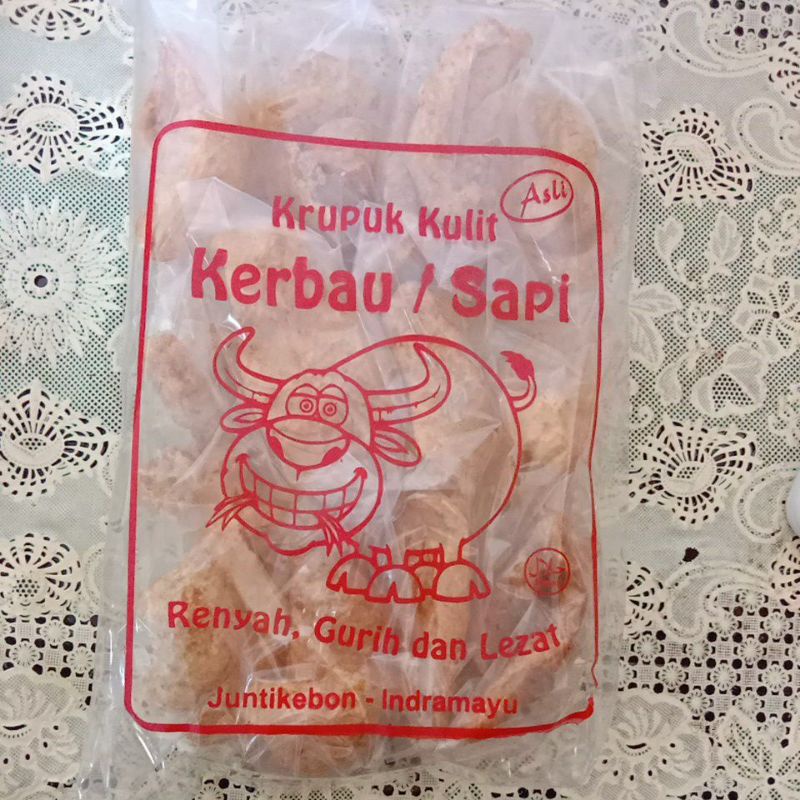 Asli
Krupuk Kulit
Kerbau / Sapi
Renyah, Gurih dan Lezat
Juntikebon - Indramayu